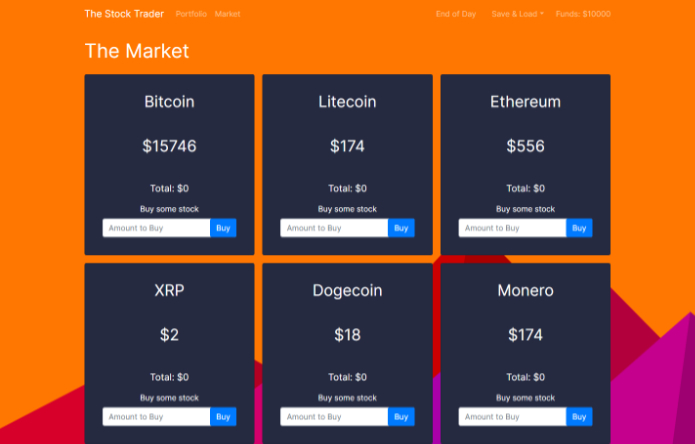 The Stock Trader Portfolio Market End of Day Save & Load Funds: $10000
The Market
Bitcoin Litecoin Ethereum
$15746 $174 $556
Total: $0 Total: $0 Total: $0
Buy some stock Buy some stock Buy some stock
Amount to Buy Buy Amount to Buy Buy Amount to Buy Buy
XRP Dogecoin Monero
$2 $18 $174
Total: $0 Total: $0 Total: $0
Buy some stock Buy some stock Buy some stock
Amount to Buy Buy Amount to Buy Buy Amount to Buy Buy